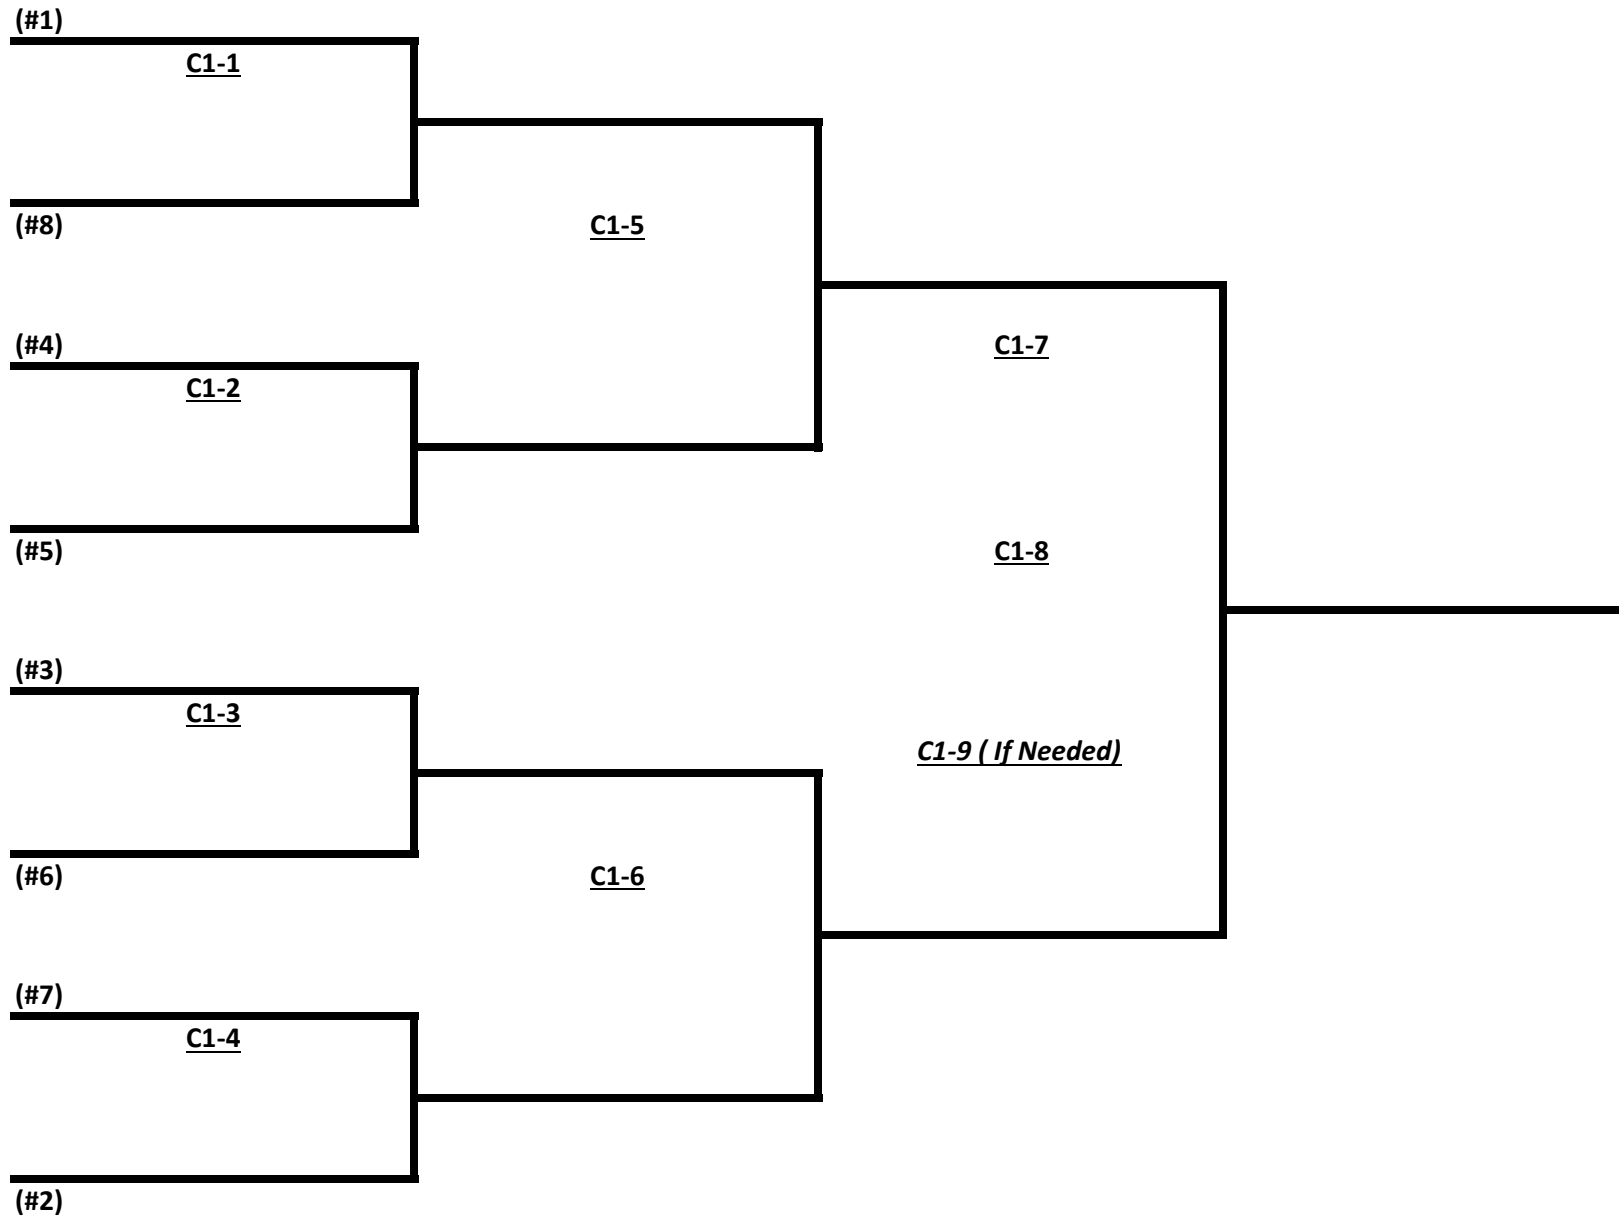 (#1)
C1-1
(#8)
C1-5
(#4)
C1-7
C1-2
(#5)
C1-8
(#3)
C1-3
C1-9 ( If Needed)
(#6)
C1-6
(#7)
C1-4
(#2)